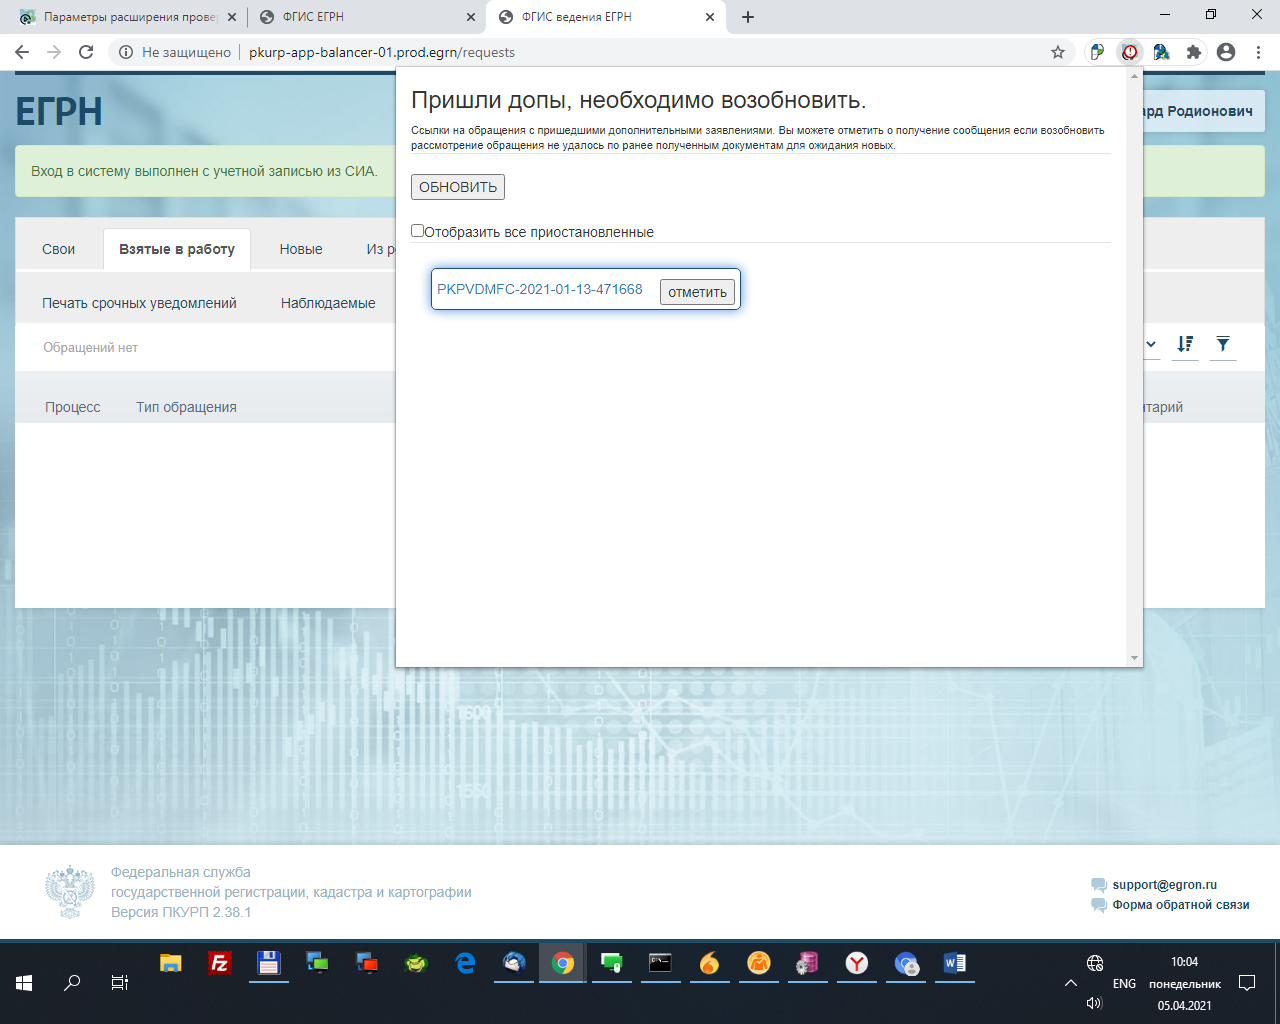 Параметры расширения прове
ФГИС ЕГРН
ФГИС ведения ЕГРН
Не защищено
pkurp-app-balancer-01.prod.egrn/requests
ЕГРН
ард Родионович
Вход в систему выполнен с учетной записью из СИА.
Пришли допы, необходимо возобновить.
Ссылки на обращения с пришедшими дополнительными заявлениями. Вы можете отметить о получение сообщения если возобновить
рассмотрение обращения не удалось по ранее полученным документам для ожидания новых.
ОБНОВИТЬ
Отобразить все приостановленные
PKPVDMFC-2021-01-13-471668
отметить
Свои
Взятые в работу
Новые
Из р
Печать срочных уведомлений
Наблюдаемые
Обращений нет
Процесс
Тип обращения
нтарий
1600
1550
Федеральная служба
государственной регистрации, кадастра и картографии
Версия ПКУРП 2.38.1
support@egron.ru
Форма обратной связи
ENG
10:04
понедельник
05.04.2021